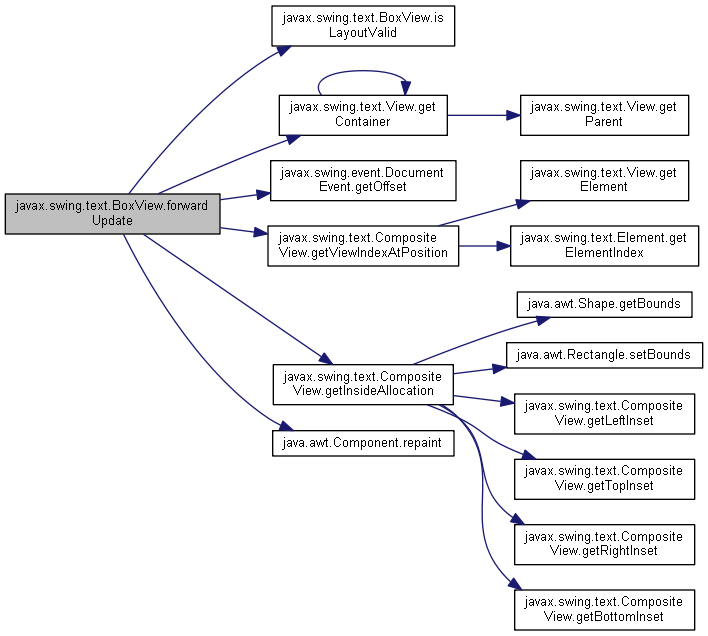 javax.swing.text.BoxView.is
LayoutValid
javax.swing.text.View.get
Container
javax.swing.text.View.get
Parent
javax.swing.event.Document
Event.getOffset
javax.swing.text.View.get
Element
javax.swing.text.BoxView.forward
Update
javax.swing.text.Composite
View.getViewIndexAtPosition
javax.swing.text.Element.get
ElementIndex
java.awt.Shape.getBounds
java.awt.Rectangle.setBounds
javax.swing.text.Composite
View.getInsideAllocation
javax.swing.text.Composite
View.getLeftInset
java.awt.Component.repaint
javax.swing.text.Composite
View.getTopInset
javax.swing.text.Composite
View.getRightInset
javax.swing.text.Composite
View.getBottomInset